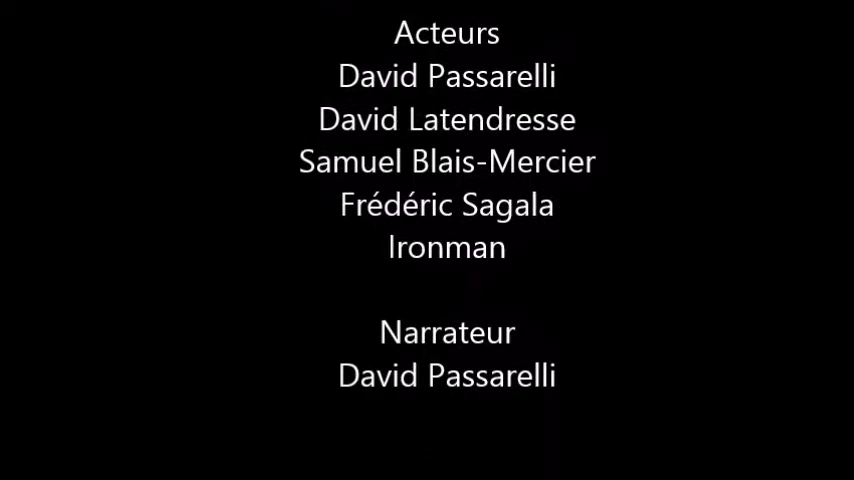 Acteurs
David Passarelli
David Latendresse
Samuel Blais-Mercier
Frédéric Sagala
Ironman
Narrateur
David Passarelli